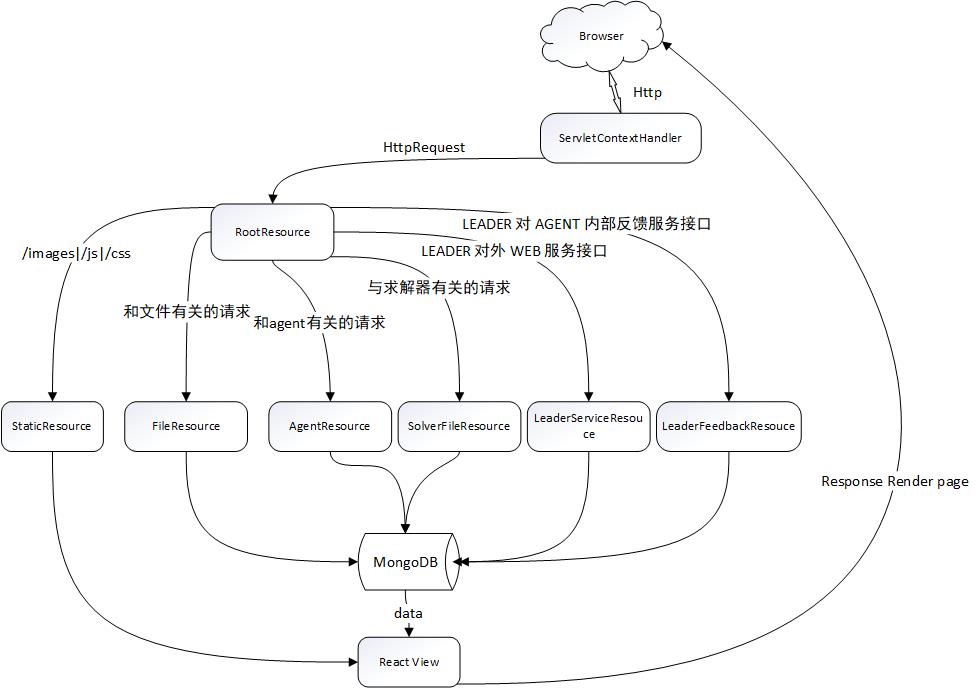 Browser
Http
ServletContextHandler
HttpRequest
RootResource
LEADER 对 AGENT 内部反馈服务接口
LEADER 对外 WEB 服务接口
/images|/js|/css
与求解器有关的请求
和文件有关的请求
和agent有关的请求
StaticResource
FileResource
AgentResource
SolverFileResource
LeaderServiceResou
ce
LeaderFeedbackResouce
Response Render page
MongoDB
data
React View